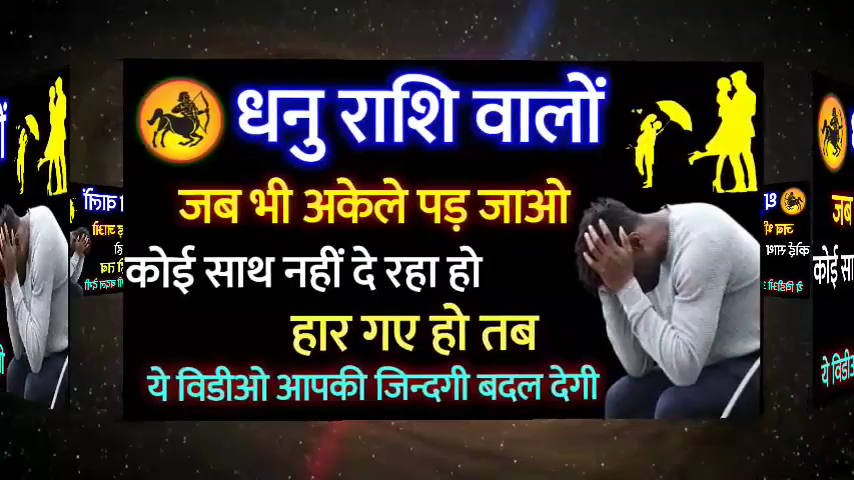 धनु राशि वालों
जब भी अकेले पड़ जाओ
कोई साथ नहीं दे रहा हो
हार गए हो तब
ये विडीओ आपकी जिन्दगी बदल देगी